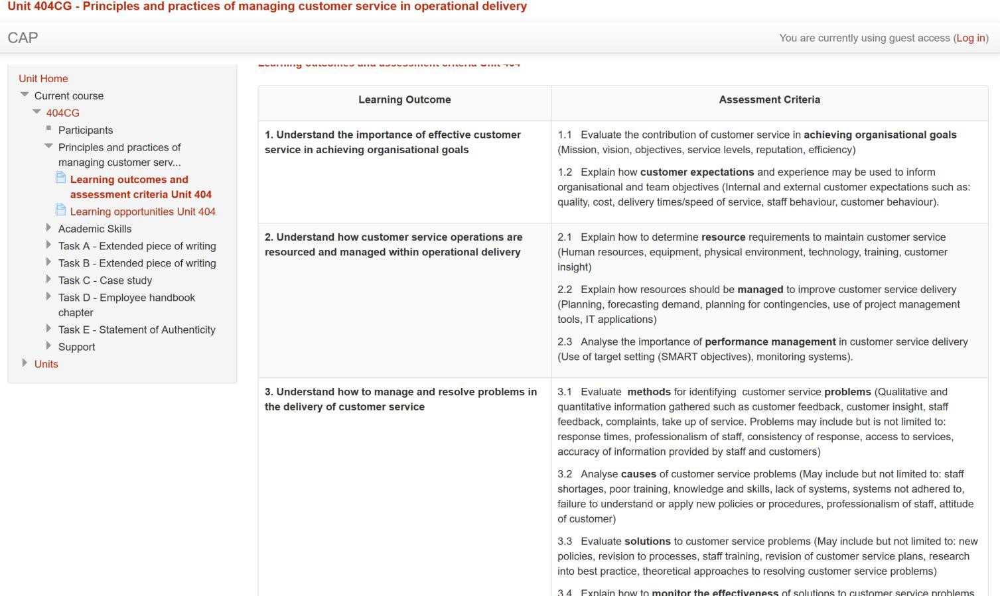 Unit 404CG - Principles and practices of managing customer service in operational delivery
CAP
You are currently using guest access (Log in)
Unit Home
Current course
404CG
Participants
Principles and practices of
managing customer serv...
Learning outcomes and
assessment criteria Unit 404
Learning opportunities Unit 404
Academic Skills
Task A - Extended piece of writing
Task B - Extended piece of writing
Task C - Case study
Task D - Employee handbook
chapter
Task E - Statement of Authenticity
Support
Units
Learning outcomes and assessment criteria Unit 404
Learning Outcome
Assessment Criteria
1. Understand the importance of effective customer
service in achieving organisational goals
1.1 Evaluate the contribution of customer service in achieving organisational goals
(Mission, vision, objectives, service levels, reputation, efficiency)
1.2 Explain how customer expectations and experience may be used to inform
organisational and team objectives (Internal and external customer expectations such as:
quality, cost, delivery times/speed of service, staff behaviour, customer behaviour).
2. Understand how customer service operations are
resourced and managed within operational delivery
2.1 Explain how to determine resource requirements to maintain customer service
(Human resources, equipment, physical environment, technology, training, customer
insight)
2.2 Explain how resources should be managed to improve customer service delivery
(Planning, forecasting demand, planning for contingencies, use of project management
tools, IT applications)
2.3 Analyse the importance of performance management in customer service delivery
(Use of target setting (SMART objectives), monitoring systems).
3. Understand how to manage and resolve problems in
the delivery of customer service
3.1 Evaluate methods for identifying customer service problems (Qualitative and
quantitative information gathered such as customer feedback, customer insight, staff
feedback, complaints, take up of service. Problems may include but is not limited to:
response times, professionalism of staff, consistency of response, access to services,
accuracy of information provided by staff and customers)
3.2 Analyse causes of customer service problems (May include but not limited to: staff
shortages, poor training, knowledge and skills, lack of systems, systems not adhered to,
failure to understand or apply new policies or procedures, professionalism of staff, attitude
of customer)
3.3 Evaluate solutions to customer service problems (May include but not limited to: new
policies, revision to processes, staff training, revision of customer service plans, research
into best practice, theoretical approaches to resolving customer service problems)
3.4 Explain how to monitor the effectiveness of solutions to customer service problems